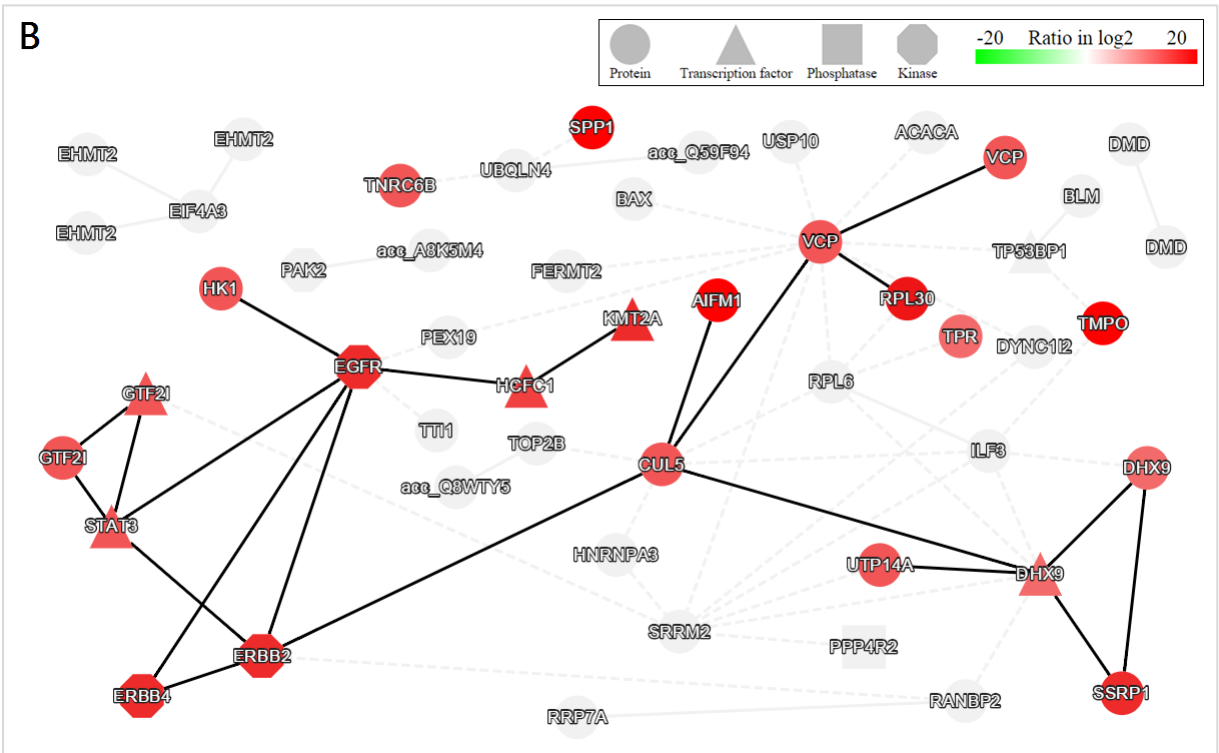 B
-20 Ratio in log2 20
Protein Transcription factor Phosphatase Kinase
SPP1
EHMT2
EHMT2
acc_Q59F94
USP10
ACACA
DMD
VCP
UBQLN4
TNRC6B
BAX
BLM
EIF4A3
EHMT2
VCP
TP53BP1
DMD
acc_A8K5M4
PAK2
FERMT2
HK1
AIFM1
RPL30
KMT2A
TMPO
PEX19
TPR
DYNC1I2
EGFR
HCFC1
RPL6
GTF2I
TTI1
TOP2B
ILF3
GTF2I
CUL5
DHX9
acc_Q8WTY5
STAT3
HNRNPA3
UTP14A
DHX9
SRRM2
PPP4R2
ERBB2
ERBB4
SSRP1
RANBP2
RRP7A